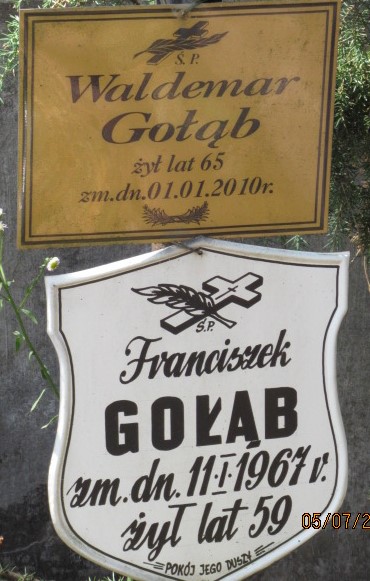 Ś.P.
Waldemar
Gołąb
żył lat 65
zm.dn.01.01.2010r.
Ś.P.
Franciszek
GOŁĄB
zm.dn. 11-I-1967r.
żył lat 59
POKÓJ JEGO DUSZY
05/07/2